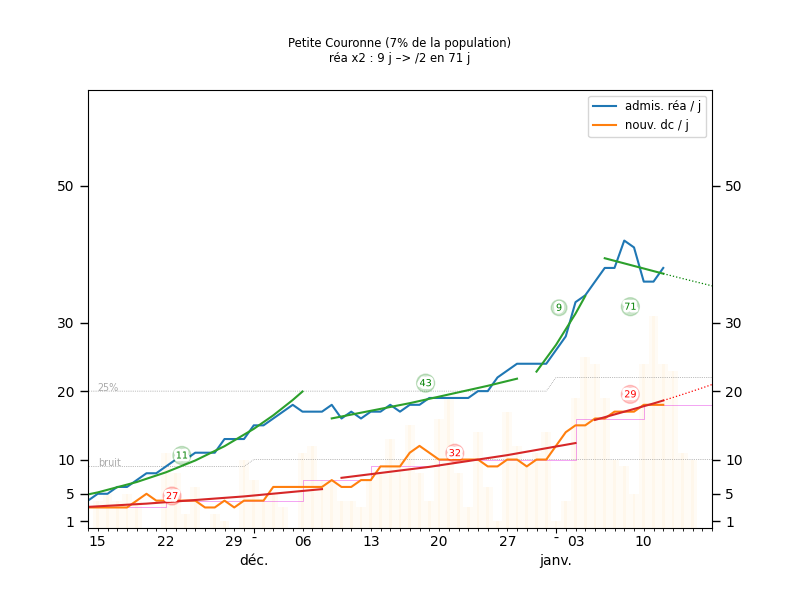 Petite Couronne (7% de la population)
réa x2 : 9 j –> /2 en 71 j
admis. réa / j
nouv. dc / j
50 50
30 30
20 20
10 10
5 5
1 1
25%
bruit
11
27
43
32
9
71
29
15 22 29 - 06 13 20 27 - 03 10
déc. janv.